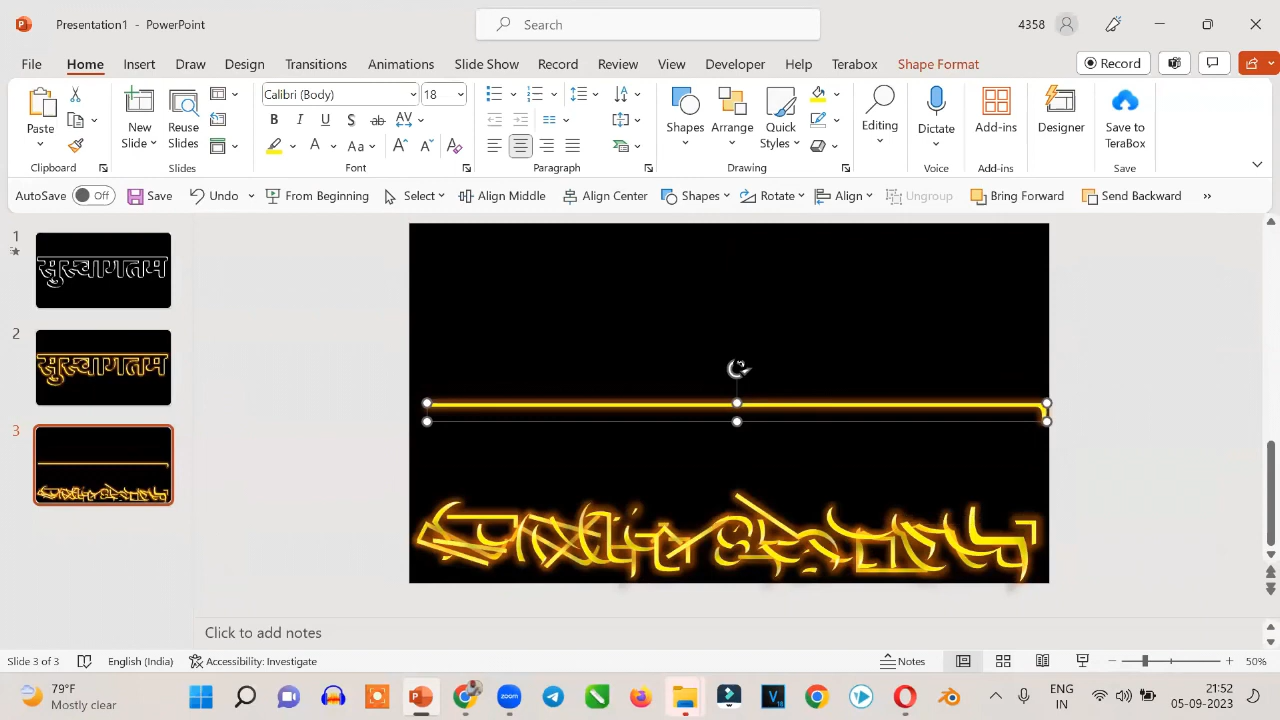 Presentation1 - PowerPoint
Search
4358
File Home Insert Draw Design Transitions Animations Slide Show Record Review View Developer Help Terabox Shape Format
Record
Paste
New Slide
Reuse Slides
Calibri (Body) 18
Shapes
Arrange
Quick Styles
Editing
Dictate
Add-ins
Designer
Save to TeraBox
Clipboard
Slides
Font
Paragraph
Drawing
Voice
Add-ins
Save
AutoSave Off Save Undo From Beginning Select Align Middle Align Center Shapes Rotate Align Ungroup Bring Forward Send Backward
1
सुस्वागतम
2
सुस्वागतम
3
Click to add notes
Slide 3 of 3 English (India) Accessibility: Investigate Notes 50%
79°F
Mostly clear
zoom
ENG
IN
21:52
05-09-2023